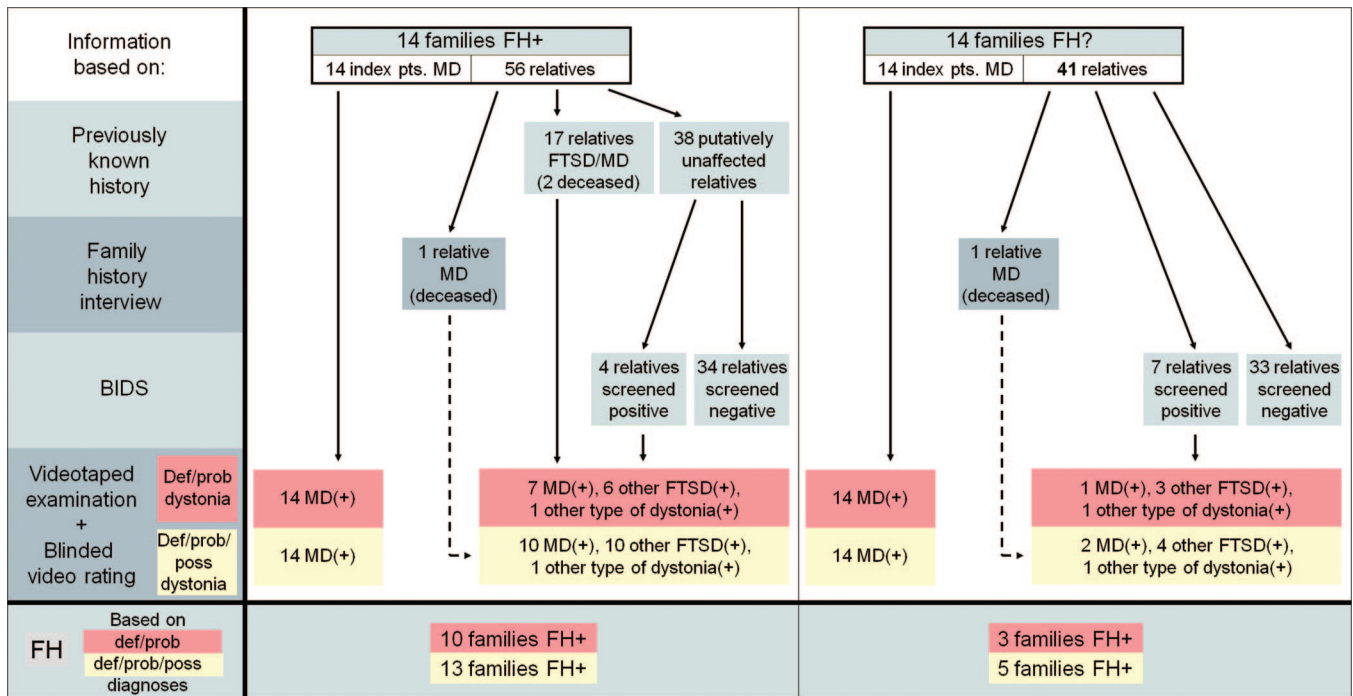 Information
based on:
14 families FH+
14 index pts. MD
56 relatives
14 families FH?
14 index pts. MD
41 relatives
Previously
known
history
17 relatives
FTSD/MD
(2 deceased)
38 putatively
unaffected
relatives
Family
history
interview
1 relative
MD
(deceased)
1 relative
MD
(deceased)
BIDS
4 relatives
screened
positive
34 relatives
screened
negative
7 relatives
screened
positive
33 relatives
screened
negative
Videotaped
examination
+
Blinded
video rating
Def/prob
dystonia
Def/prob/
poss
dystonia
14 MD(+)
14 MD(+)
7 MD(+), 6 other FTSD(+),
1 other type of dystonia(+)
10 MD(+), 10 other FTSD(+),
1 other type of dystonia(+)
14 MD(+)
14 MD(+)
1 MD(+), 3 other FTSD(+),
1 other type of dystonia(+)
2 MD(+), 4 other FTSD(+),
1 other type of dystonia(+)
FH
Based on
def/prob
def/prob/poss
diagnoses
10 families FH+
13 families FH+
3 families FH+
5 families FH+